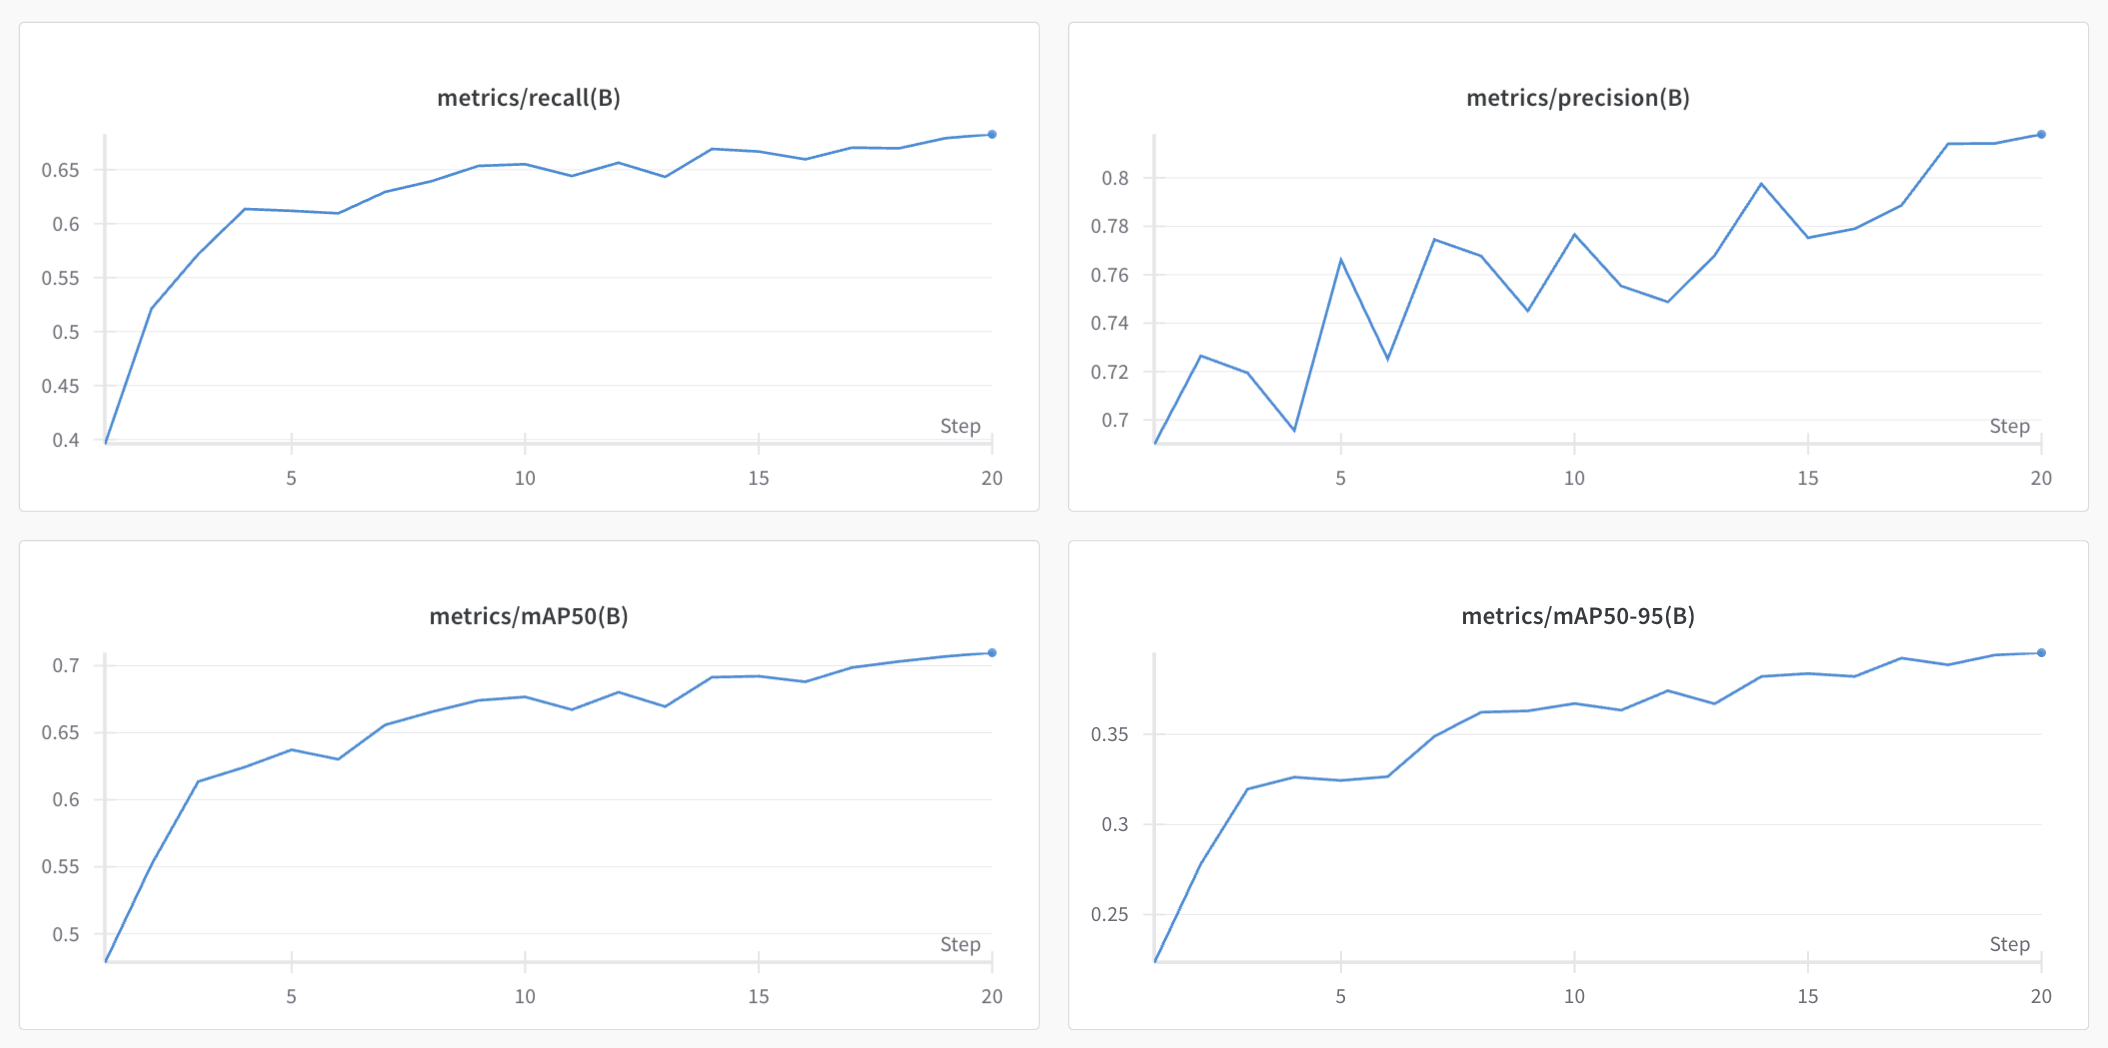 metrics/recall(B)
0.65
0.6
0.55
0.5
0.45
0.4
Step
5 10 15 20
metrics/precision(B)
0.8
0.78
0.76
0.74
0.72
0.7
Step
5 10 15 20
metrics/mAP50(B)
0.7
0.65
0.6
0.55
0.5
Step
5 10 15 20
metrics/mAP50-95(B)
0.35
0.3
0.25
Step
5 10 15 20